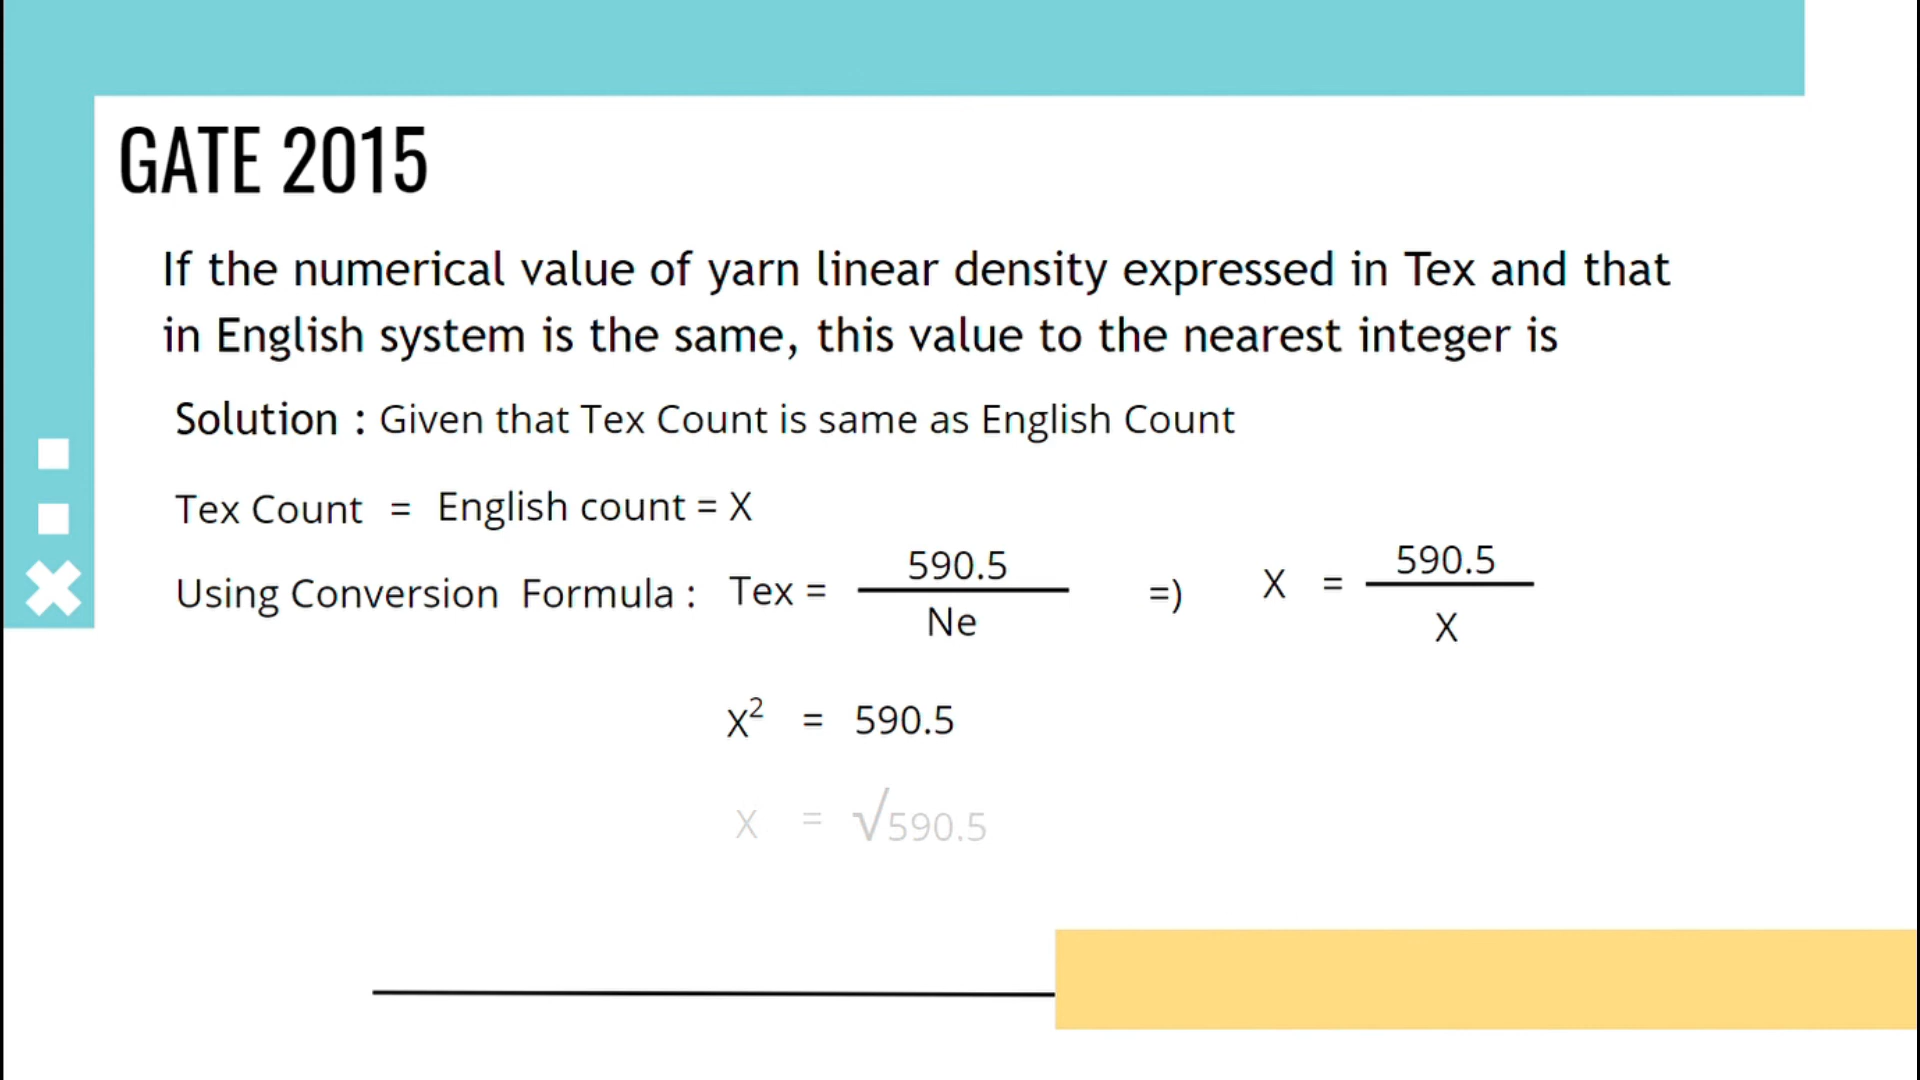 GATE 2015
If the numerical value of yarn linear density expressed in Tex and that
in English system is the same, this value to the nearest integer is
Solution : Given that Tex Count is same as English Count
Tex Count = English count = X
Using Conversion Formula : Tex = 590.5 / Ne =) X = 590.5 / X
X² = 590.5
X = √590.5